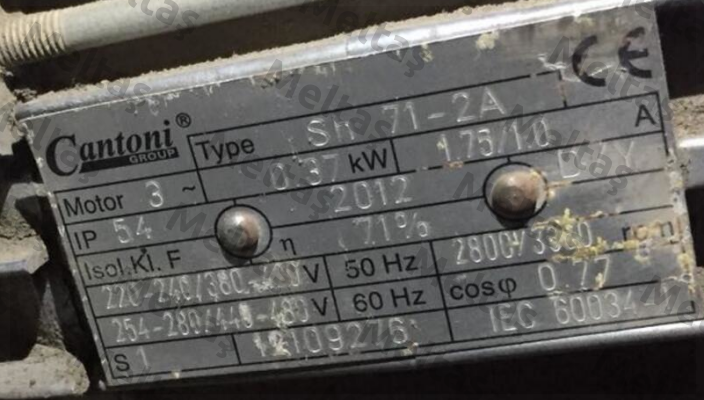 Cantoni® GROUP
CE
Type Sh 71-2A
Motor 3 ~ 0.37 kW 1.75/1.0 A
IP 54 2012 D/Y
Isol.Kl. F η 71%
220-240/380- V 50 Hz 2800/ rpm
254-280/440-480 V 60 Hz cosφ 0.77
S1 IEC 60034
Meltaş